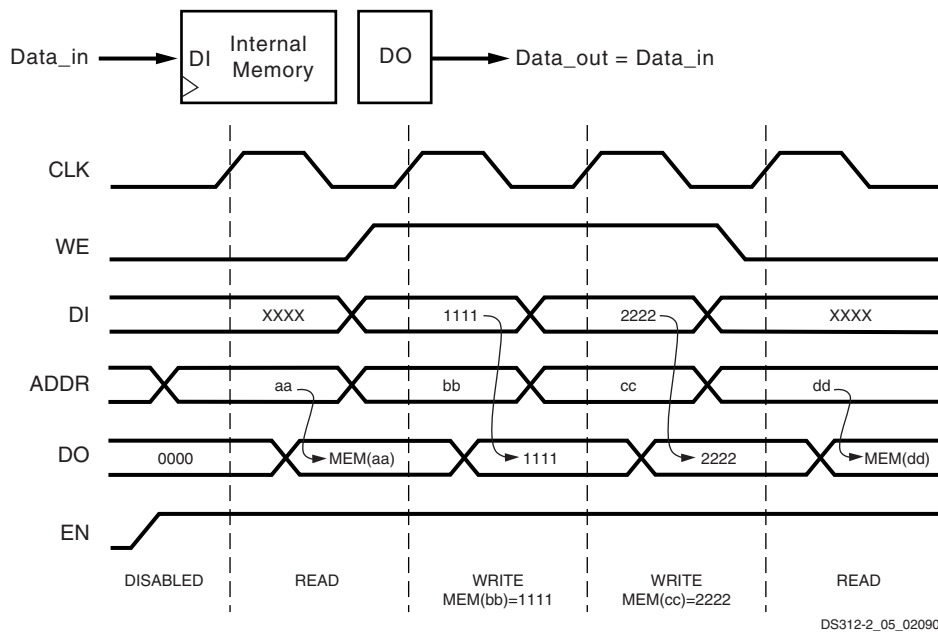 Data_in
DI
Internal
Memory
DO
Data_out = Data_in
CLK
WE
DI
XXXX
1111
2222
XXXX
ADDR
aa
bb
cc
dd
DO
0000
MEM(aa)
1111
2222
MEM(dd)
EN
DISABLED
READ
WRITE
MEM(bb)=1111
WRITE
MEM(cc)=2222
READ
DS312-2_05_02090